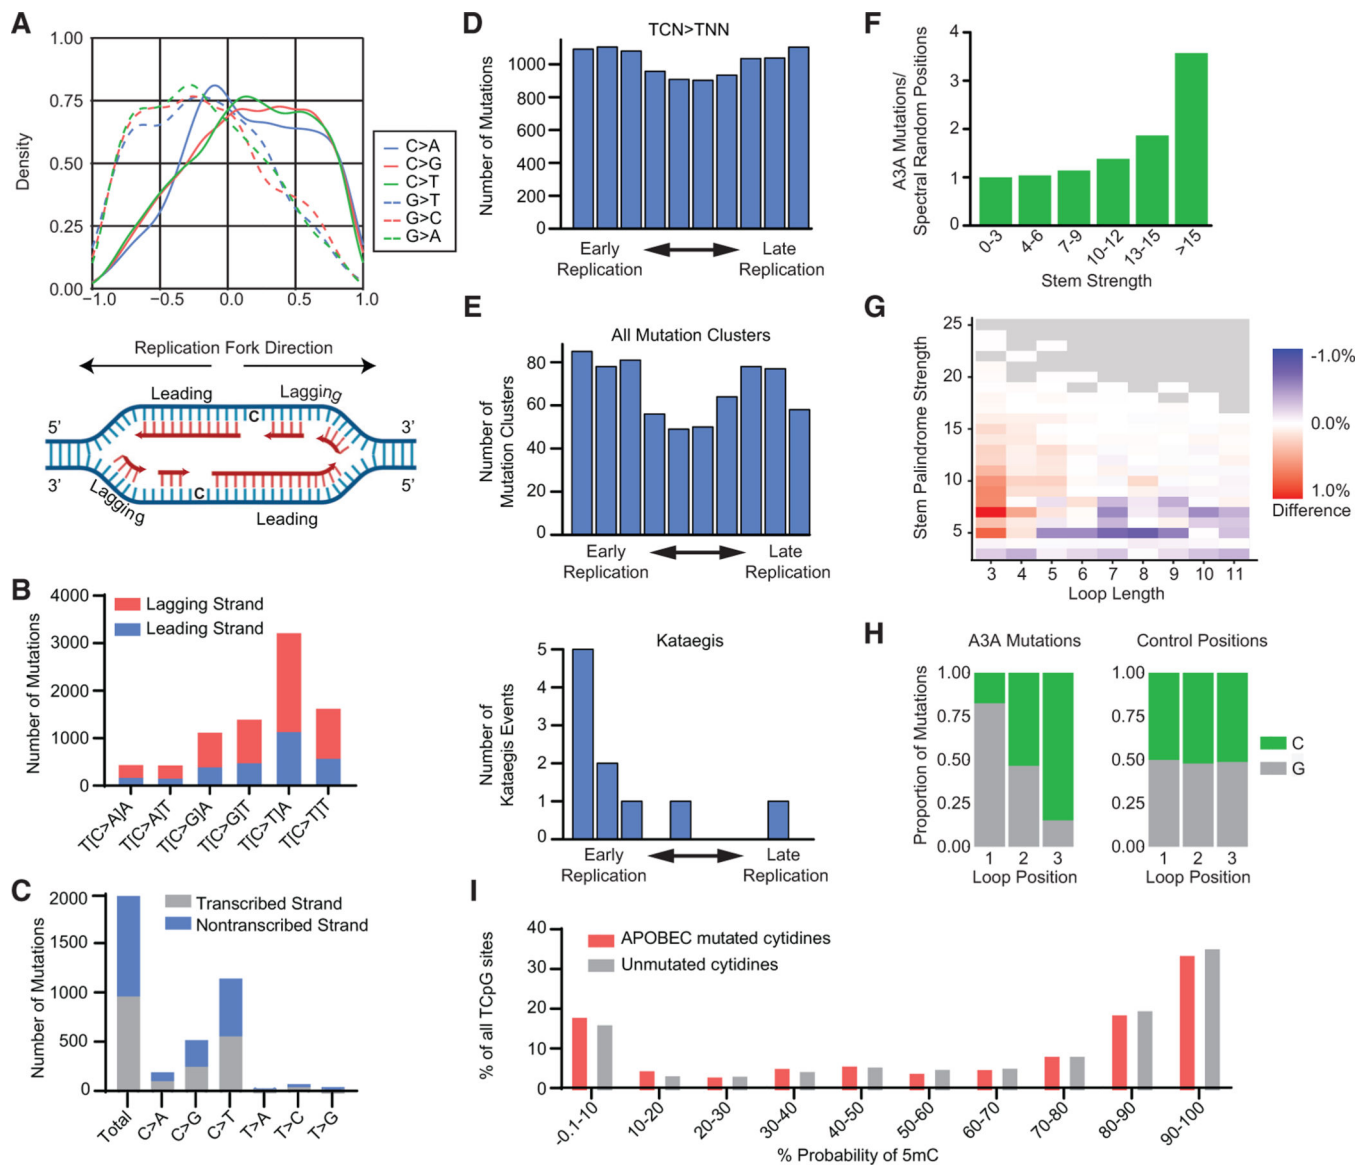 A
1.00
0.75
0.50
0.25
0.00
Density
−1.0
−0.5
0.0
0.5
1.0
C>A
C>G
C>T
G>T
G>C
G>A
Replication Fork Direction
Leading
Lagging
C
5'
3'
3'
5'
C
Lagging
Leading
B
Number of Mutations
4000
3000
2000
1000
0
Lagging Strand
Leading Strand
T[C>A]A
T[C>A]T
T[C>G]A
T[C>G]T
T[C>T]A
T[C>T]T
C
Number of Mutations
2000
1500
1000
500
0
Transcribed Strand
Nontranscribed Strand
Total
C>A
C>G
C>T
T>A
T>C
T>G
D
TCN>TNN
Number of Mutations
1000
800
600
400
200
0
Early
Replication
Late
Replication
E
All Mutation Clusters
Number of
Mutation Clusters
80
60
40
20
0
Early
Replication
Late
Replication
Kataegis
Number of
Kataegis Events
5
4
3
2
1
0
Early
Replication
Late
Replication
F
A3A Mutations/
Spectral Random Positions
4
3
2
1
0
0-3
4-6
7-9
10-12
13-15
>15
Stem Strength
G
Stem Palindrome Strength
25
20
15
10
5
3 4 5 6 7 8 9 10 11
Loop Length
-1.0%
0.0%
1.0%
Difference
H
A3A Mutations
Control Positions
Proportion of Mutations
1.00
0.75
0.50
0.25
0.00
1 2 3
Loop Position
1.00
0.75
0.50
0.25
0.00
1 2 3
Loop Position
C
G
I
% of all TCpG sites
40
30
20
10
0
APOBEC mutated cytidines
Unmutated cytidines
-0.1-10
10-20
20-30
30-40
40-50
50-60
60-70
70-80
80-90
90-100
% Probability of 5mC